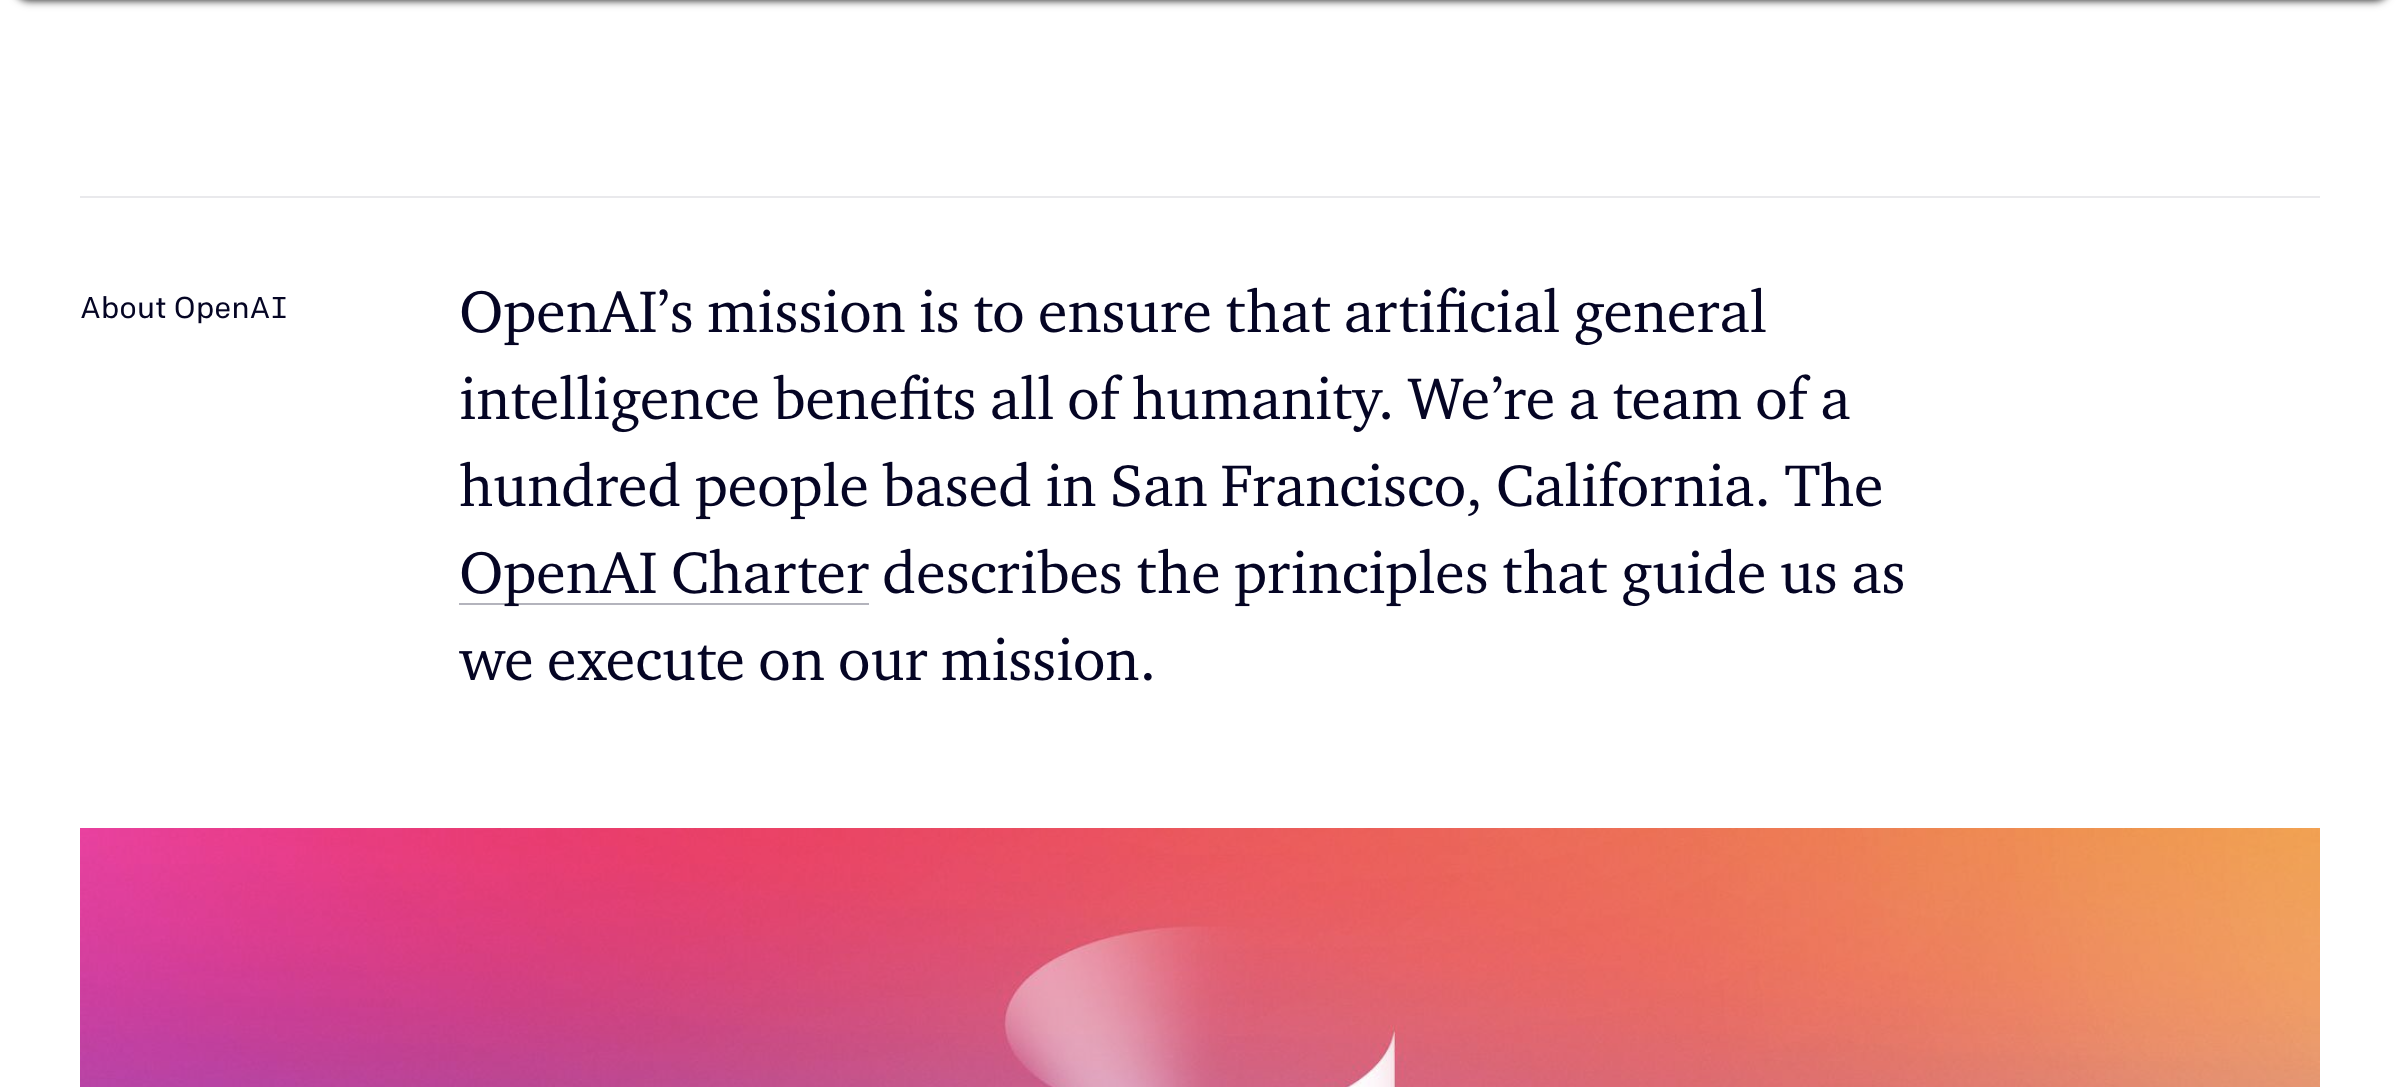 About OpenAI
OpenAI’s mission is to ensure that artificial general
intelligence benefits all of humanity. We’re a team of a
hundred people based in San Francisco, California. The
OpenAI Charter describes the principles that guide us as
we execute on our mission.